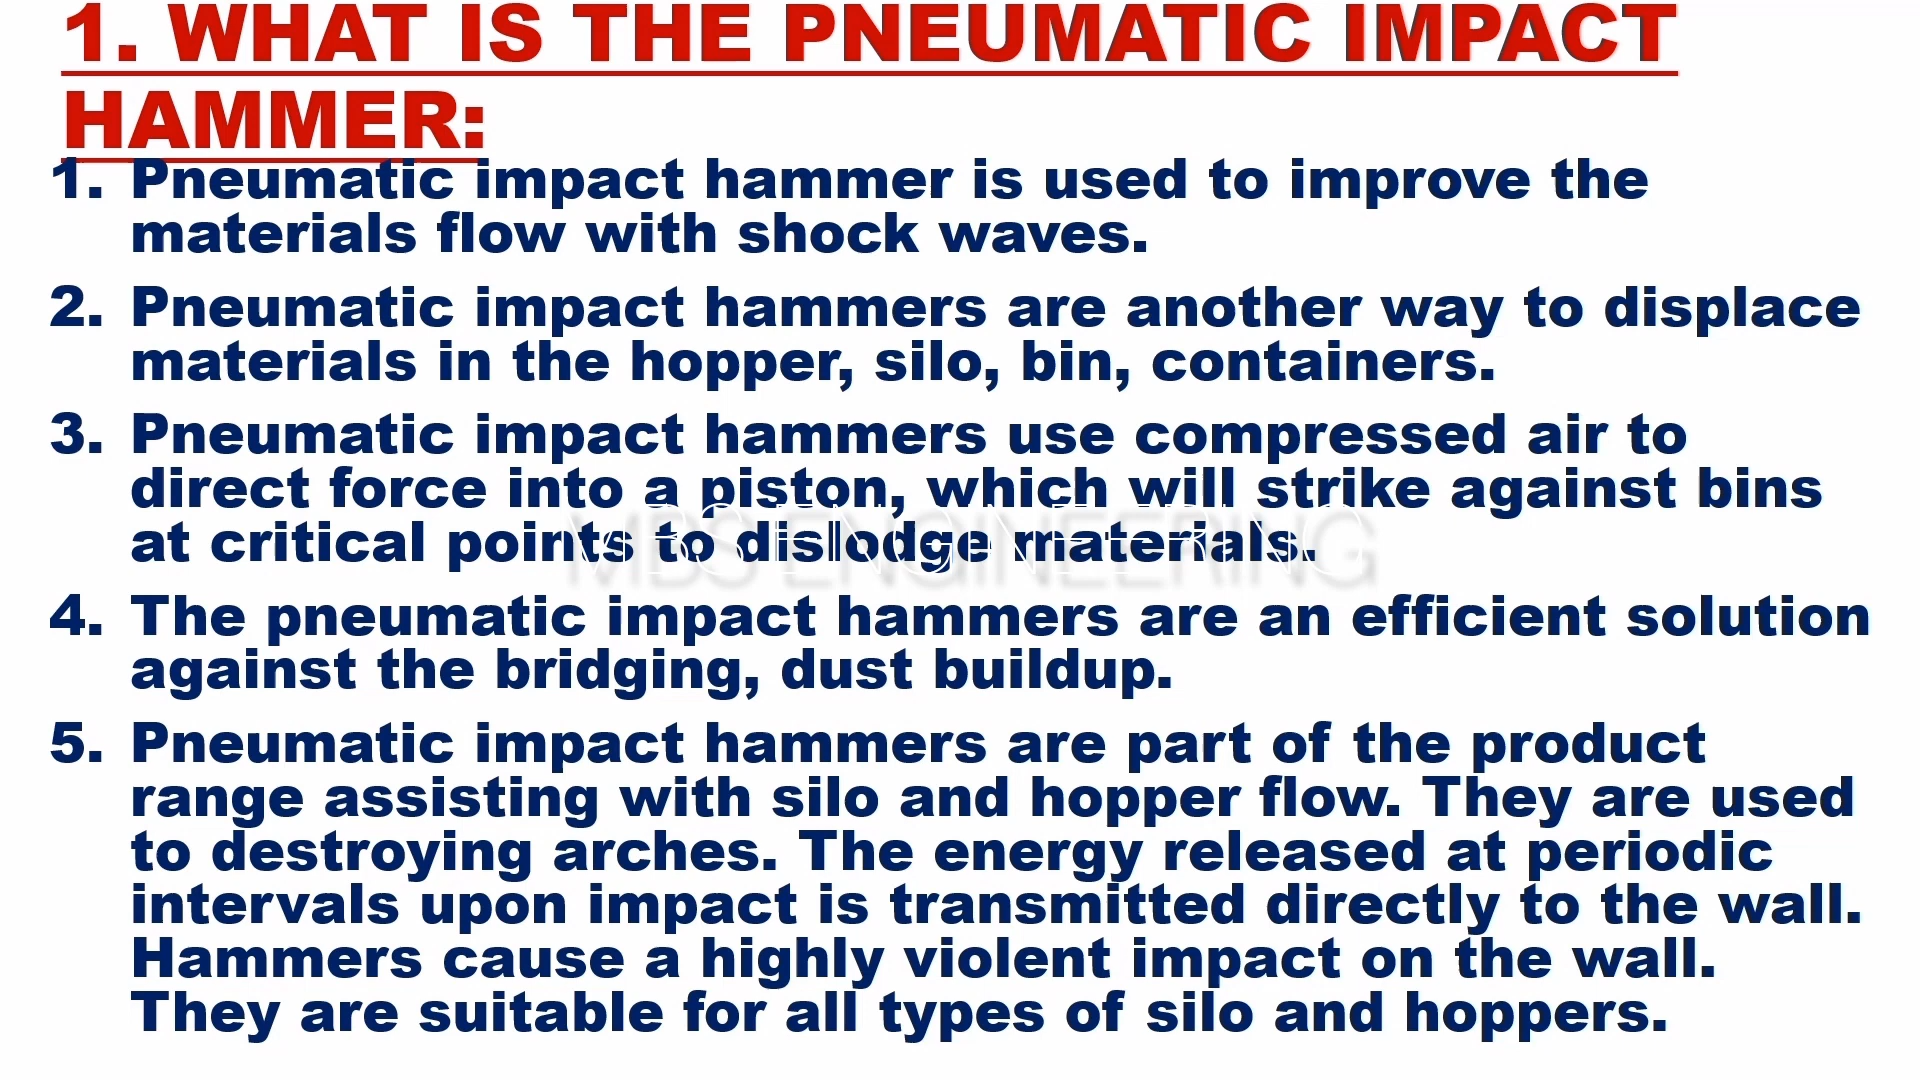 1. WHAT IS THE PNEUMATIC IMPACT
HAMMER:
1. Pneumatic impact hammer is used to improve the
materials flow with shock waves.
2. Pneumatic impact hammers are another way to displace
materials in the hopper, silo, bin, containers.
3. Pneumatic impact hammers use compressed air to
direct force into a piston, which will strike against bins
at critical points to dislodge materials.
MBS ENGINEERING
4. The pneumatic impact hammers are an efficient solution
against the bridging, dust buildup.
5. Pneumatic impact hammers are part of the product
range assisting with silo and hopper flow. They are used
to destroying arches. The energy released at periodic
intervals upon impact is transmitted directly to the wall.
Hammers cause a highly violent impact on the wall.
They are suitable for all types of silo and hoppers.